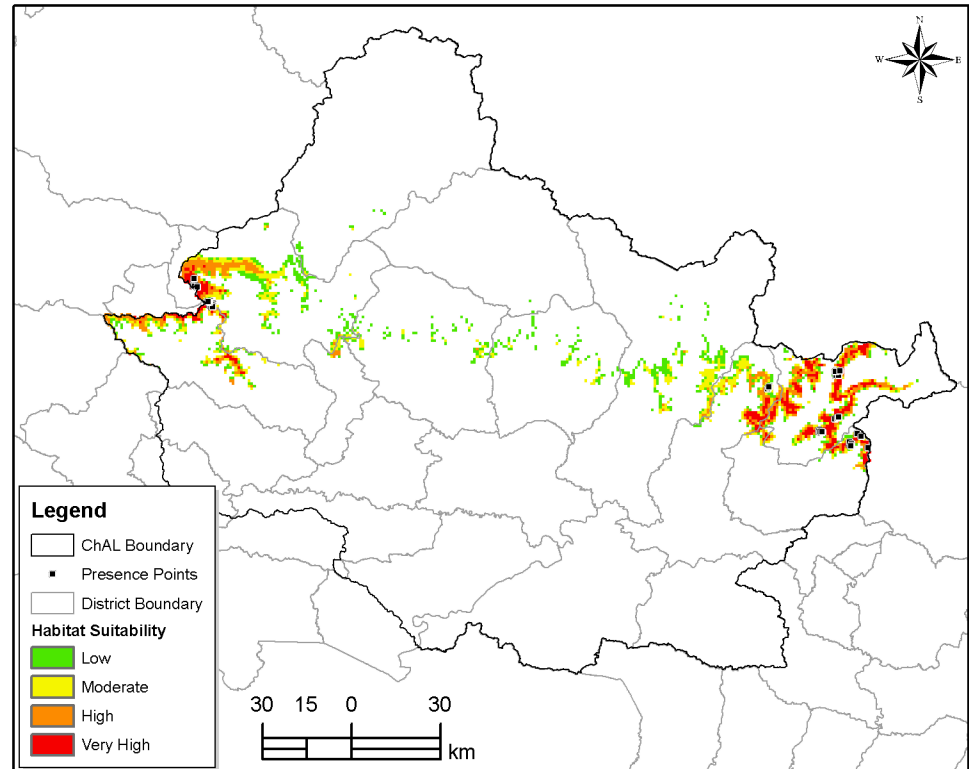 N
W E
S
Legend
ChAL Boundary
Presence Points
District Boundary
Habitat Suitability
Low
Moderate
High
Very High
30 15 0 30
km